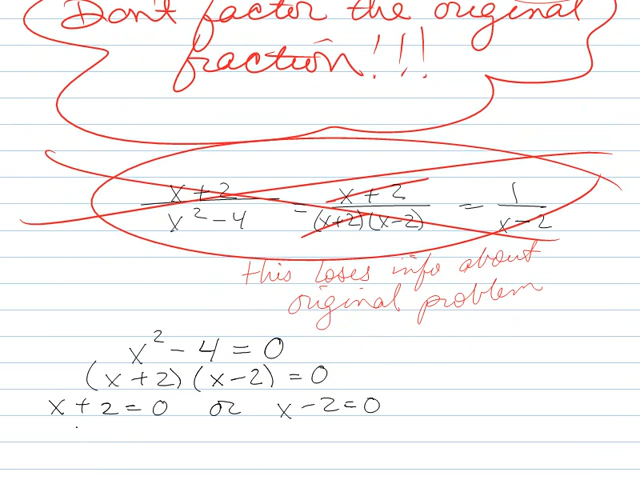 Don't factor the original
fraction!!!
x + 2 / x² - 4 = x + 2 / (x+2)(x-2) = 1 / x-2
this loses info about
original problem
x² - 4 = 0
(x + 2) (x - 2) = 0
x + 2 = 0 or x - 2 = 0